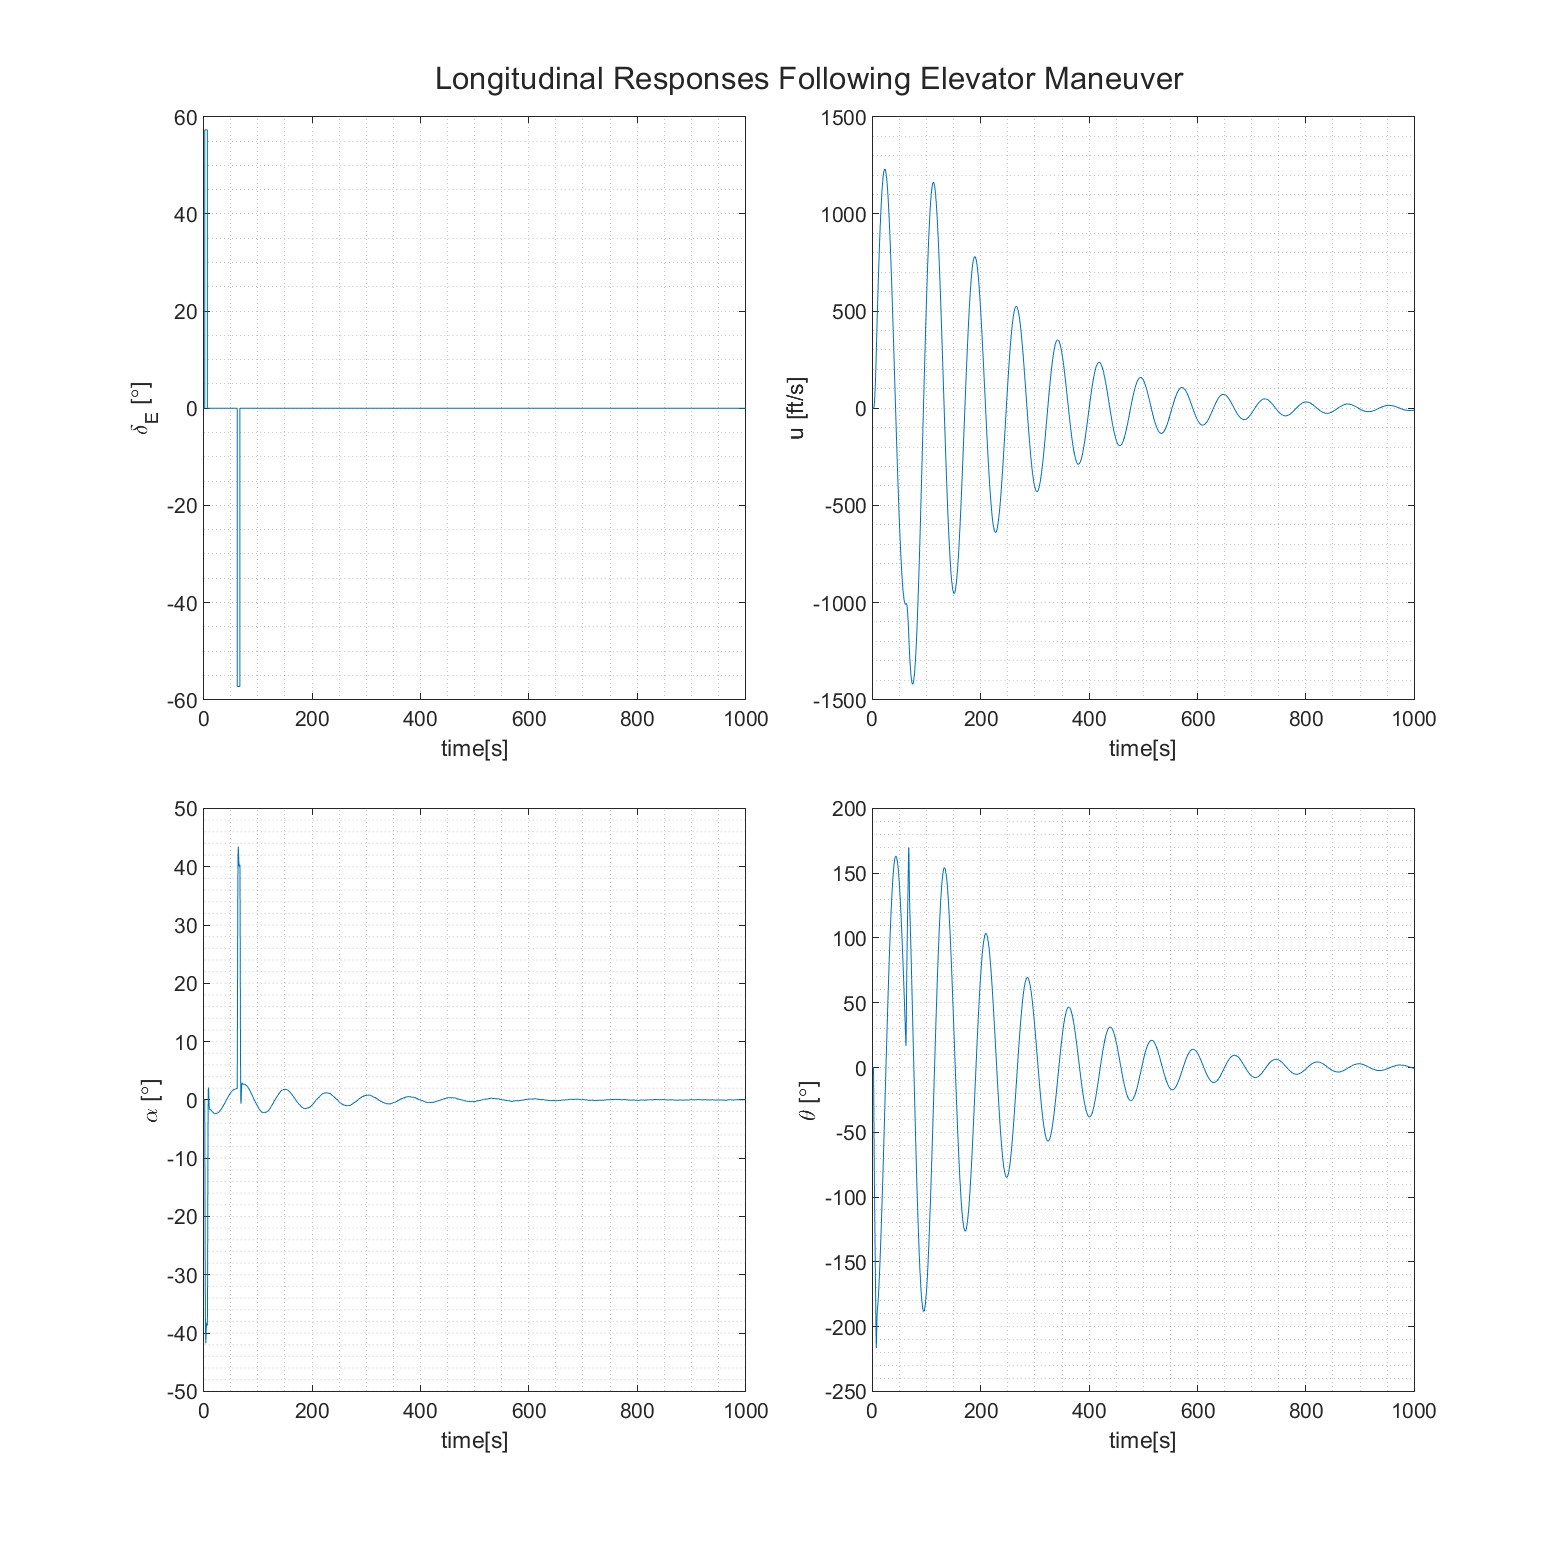 Longitudinal Responses Following Elevator Maneuver
60
40
20
0
-20
-40
-60
δE [°]
0 200 400 600 800 1000
time[s]
1500
1000
500
0
-500
-1000
-1500
u [ft/s]
0 200 400 600 800 1000
time[s]
50
40
30
20
10
0
-10
-20
-30
-40
-50
α [°]
0 200 400 600 800 1000
time[s]
200
150
100
50
0
-50
-100
-150
-200
-250
θ [°]
0 200 400 600 800 1000
time[s]